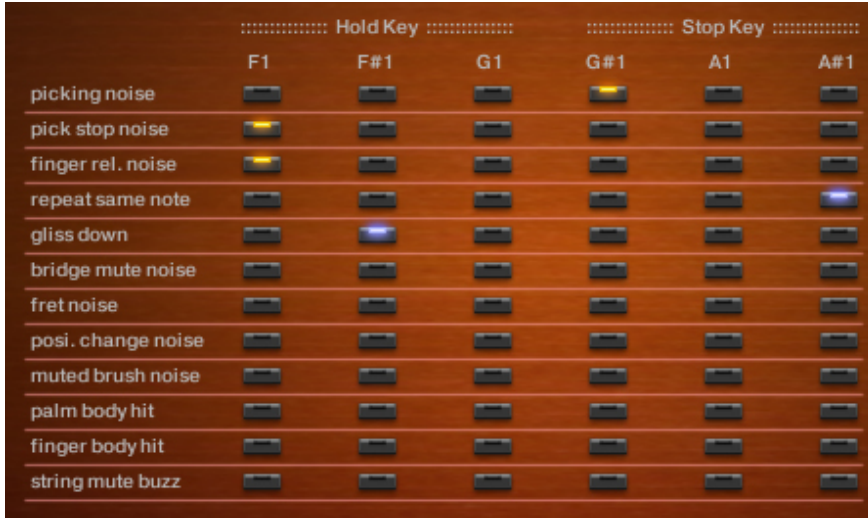 Hold Key Stop Key
F1 F#1 G1 G#1 A1 A#1
picking noise
pick stop noise
finger rel. noise
repeat same note
gliss down
bridge mute noise
fret noise
posi. change noise
muted brush noise
palm body hit
finger body hit
string mute buzz